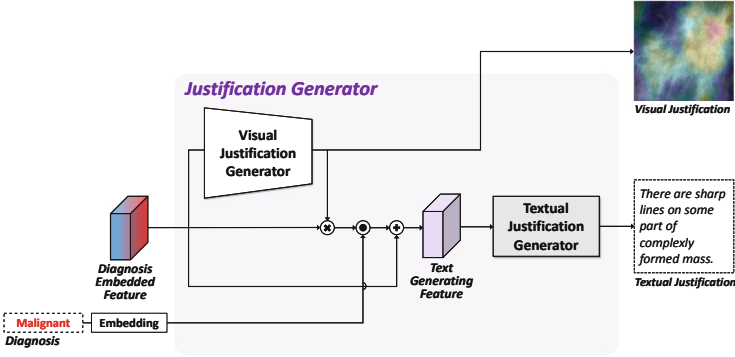 Justification Generator
Visual
Justification
Generator
Visual Justification
There are sharp
lines on some
part of
complexly
formed mass.
Textual Justification
Textual
Justification
Generator
Diagnosis
Embedded
Feature
Text
Generating
Feature
Malignant
Embedding
Diagnosis